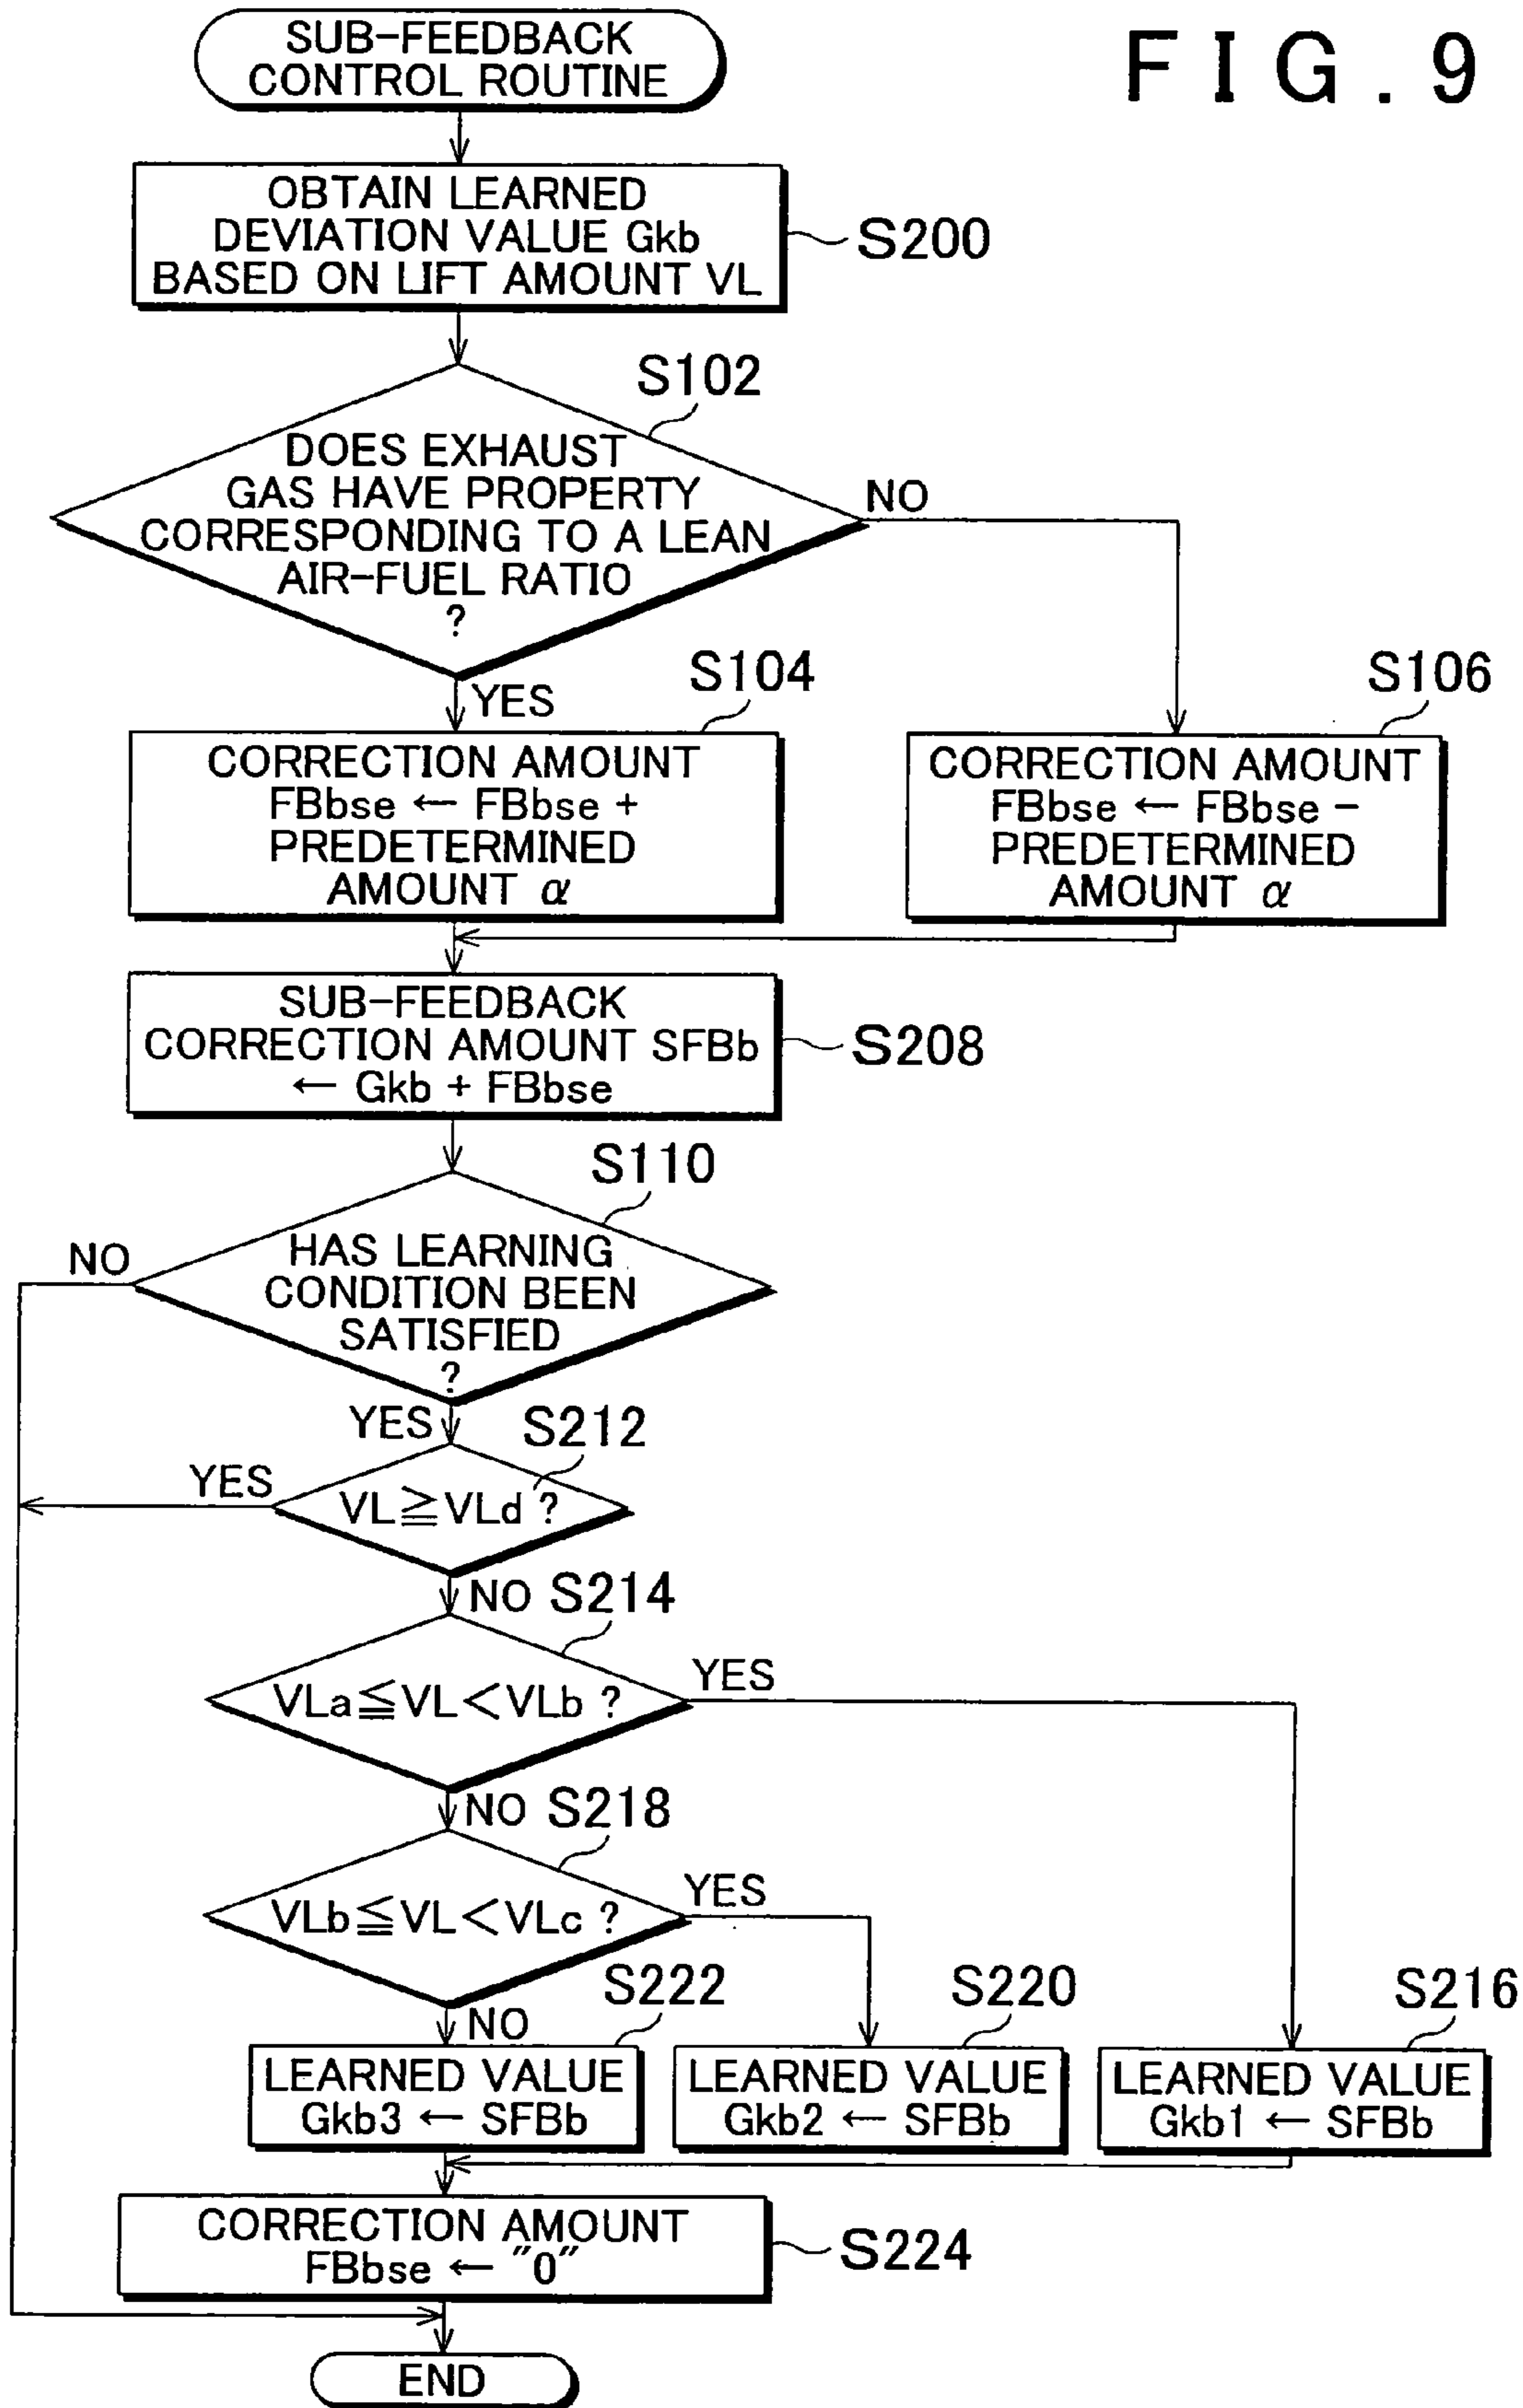 SUB-FEEDBACK
CONTROL ROUTINE
FIG. 9
OBTAIN LEARNED
DEVIATION VALUE Gkb
BASED ON LIFT AMOUNT VL
S200
S102
DOES EXHAUST
GAS HAVE PROPERTY
CORRESPONDING TO A LEAN
AIR-FUEL RATIO
?
NO
YES
S104
S106
CORRECTION AMOUNT
FBbse ← FBbse +
PREDETERMINED
AMOUNT α
CORRECTION AMOUNT
FBbse ← FBbse −
PREDETERMINED
AMOUNT α
SUB-FEEDBACK
CORRECTION AMOUNT SFBb
← Gkb + FBbse
S208
S110
HAS LEARNING
CONDITION BEEN
SATISFIED
?
NO
YES
S212
VL≧VLd ?
YES
NO
S214
VLa≦VL<VLb ?
YES
NO
S218
VLb≦VL<VLc ?
YES
NO
S222
S220
S216
LEARNED VALUE
Gkb3 ← SFBb
LEARNED VALUE
Gkb2 ← SFBb
LEARNED VALUE
Gkb1 ← SFBb
CORRECTION AMOUNT
FBbse ← "0"
S224
END